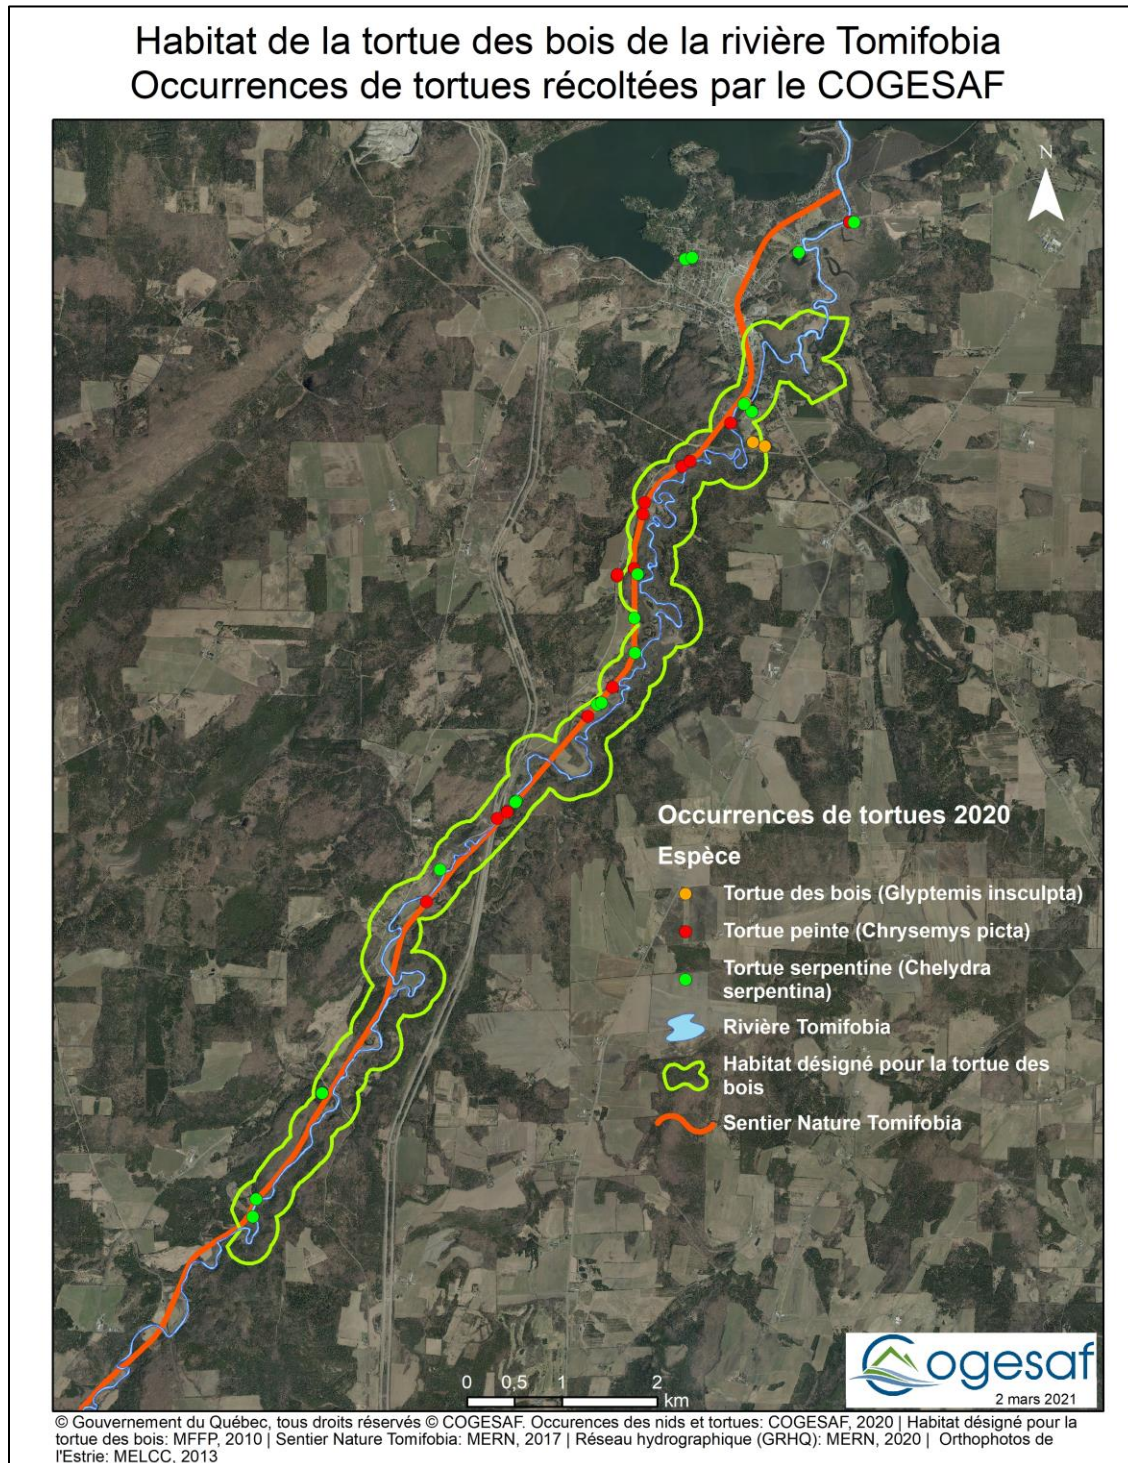 Habitat de la tortue des bois de la rivière Tomifobia
Occurrences de tortues récoltées par le COGESAF
N
Occurrences de tortues 2020
Espèce
Tortue des bois (Glyptemis insculpta)
Tortue peinte (Chrysemys picta)
Tortue serpentine (Chelydra
serpentina)
Rivière Tomifobia
Habitat désigné pour la tortue des
bois
Sentier Nature Tomifobia
0 0,5 1 2
km
Cogesaf
2 mars 2021
© Gouvernement du Québec, tous droits réservés © COGESAF. Occurences des nids et tortues: COGESAF, 2020 | Habitat désigné pour la
tortue des bois: MFFP, 2010 | Sentier Nature Tomifobia: MERN, 2017 | Réseau hydrographique (GRHQ): MERN, 2020 | Orthophotos de
l'Estrie: MELCC, 2013